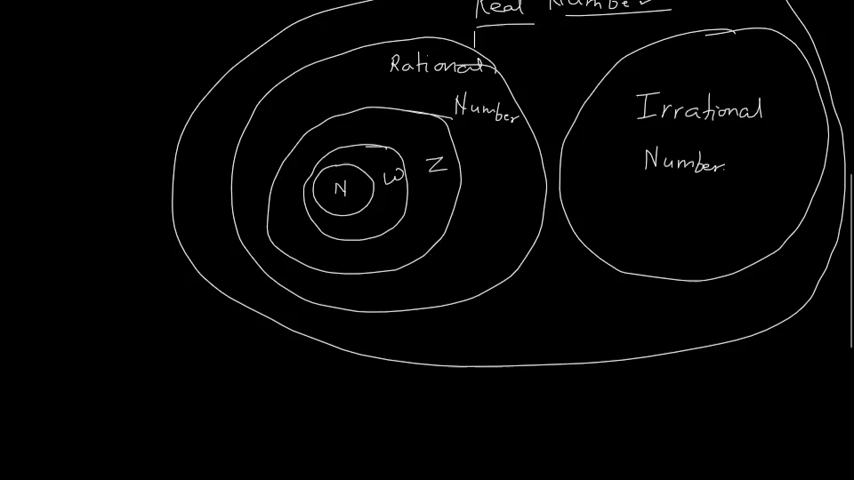 Real Number
Rational
Number
N W Z
Irrational
Number